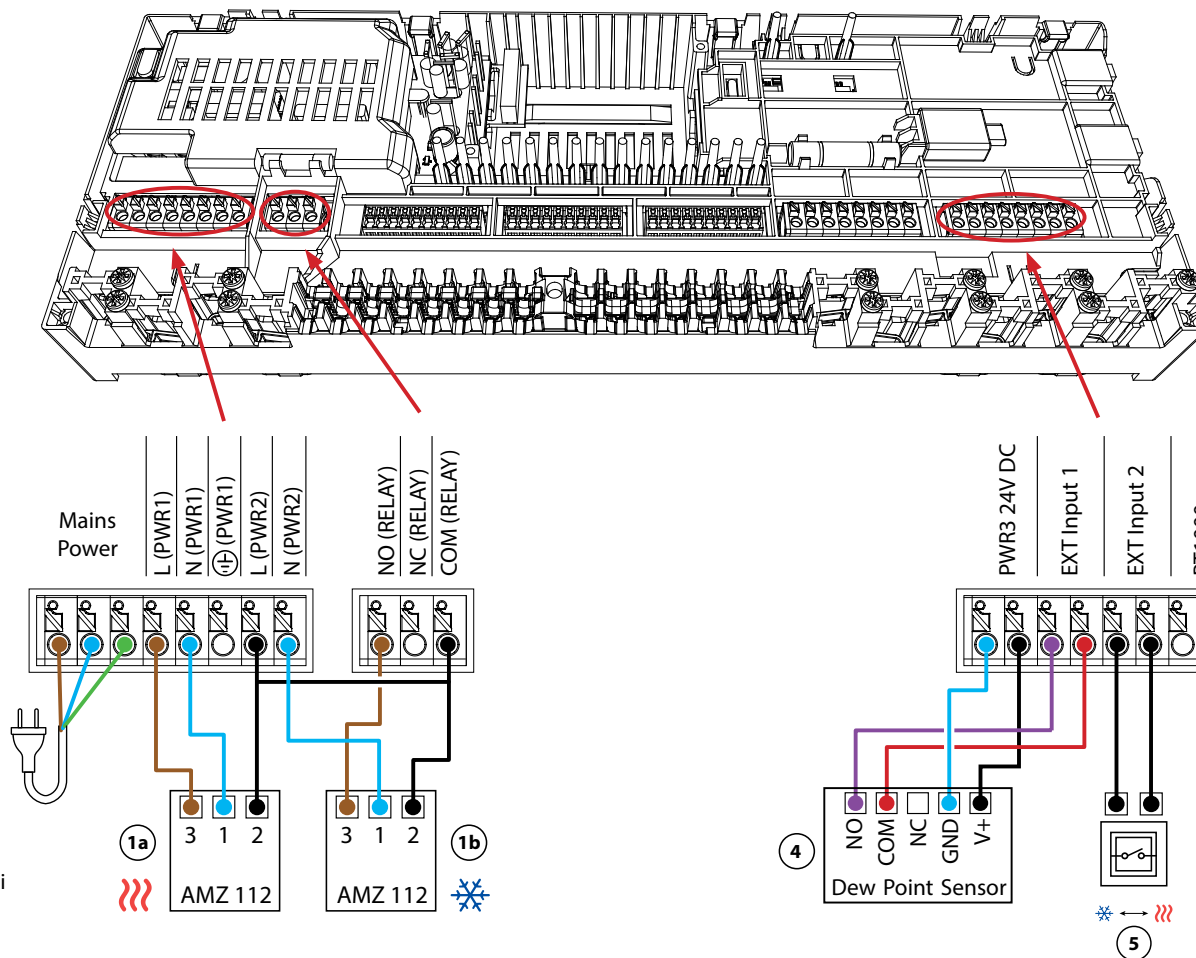 Mains
Power
L (PWR1)
N (PWR1)
(PWR1)
L (PWR2)
N (PWR2)
NO (RELAY)
NC (RELAY)
COM (RELAY)
PWR3 24V DC
EXT Input 1
EXT Input 2
3 1 2
AMZ 112
1a
3 1 2
AMZ 112
1b
4
NO
COM
NC
GND
V+
Dew Point Sensor
5
i